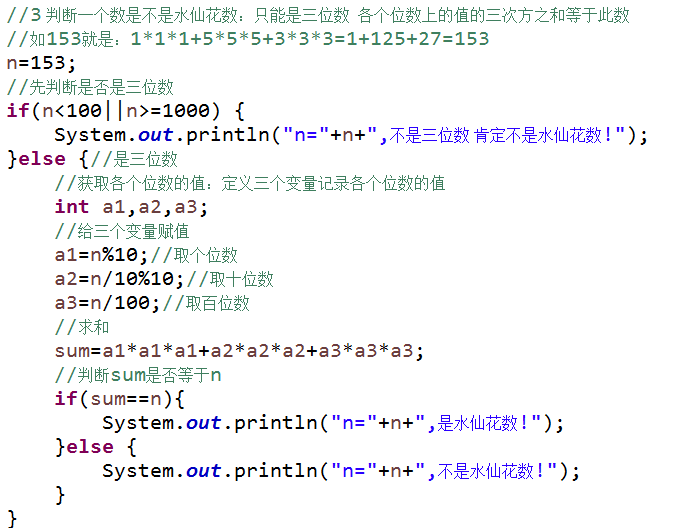 //3 判断一个数是不是水仙花数：只能是三位数 各个位数上的值的三次方之和等于此数
//如153就是：1*1*1+5*5*5+3*3*3=1+125+27=153
n=153;
//先判断是否是三位数
if(n<100||n>=1000) {
    System.out.println("n="+n+",不是三位数 肯定不是水仙花数!");
}else {//是三位数
    //获取各个位数的值：定义三个变量记录各个位数的值
    int a1,a2,a3;
    //给三个变量赋值
    a1=n%10;//取个位数
    a2=n/10%10;//取十位数
    a3=n/100;//取百位数
    //求和
    sum=a1*a1*a1+a2*a2*a2+a3*a3*a3;
    //判断sum是否等于n
    if(sum==n){
        System.out.println("n="+n+",是水仙花数!");
    }else {
        System.out.println("n="+n+",不是水仙花数!");
    }
}